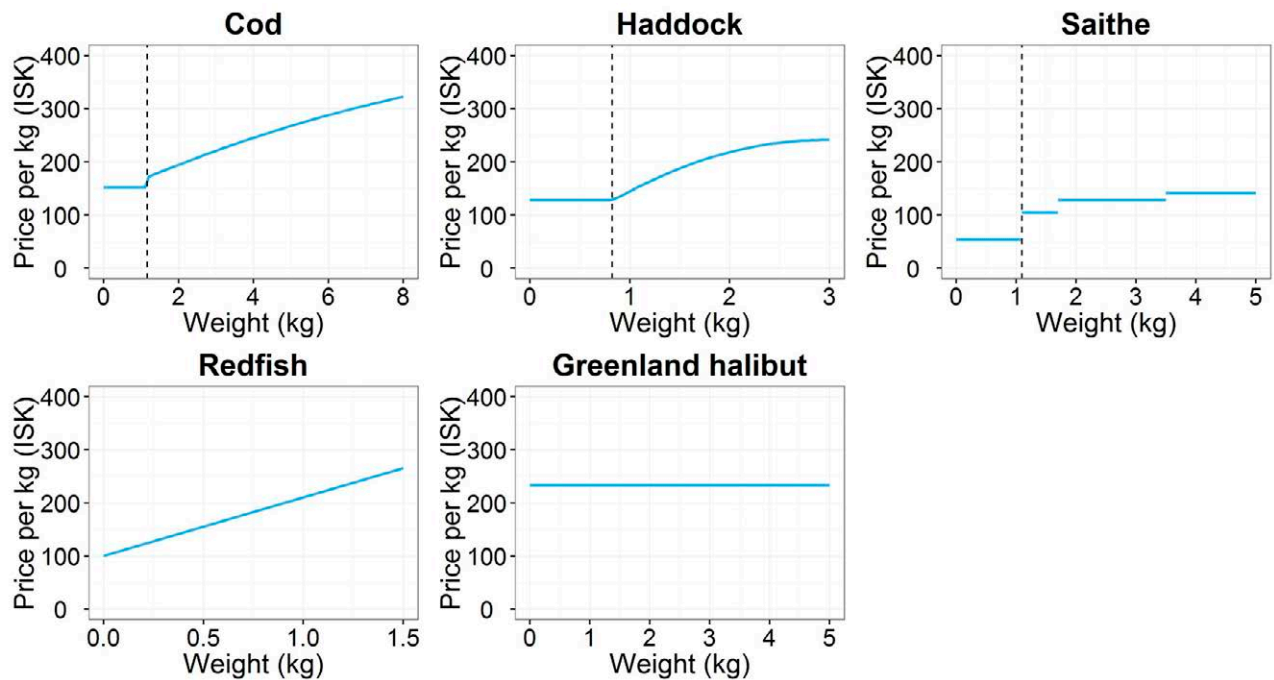 Cod
Price per kg (ISK)
400
300
200
100
0
0 2 4 6 8
Weight (kg)
Haddock
Price per kg (ISK)
400
300
200
100
0
0 1 2 3
Weight (kg)
Saithe
Price per kg (ISK)
400
300
200
100
0
0 1 2 3 4 5
Weight (kg)
Redfish
Price per kg (ISK)
400
300
200
100
0
0.0 0.5 1.0 1.5
Weight (kg)
Greenland halibut
Price per kg (ISK)
400
300
200
100
0
0 1 2 3 4 5
Weight (kg)